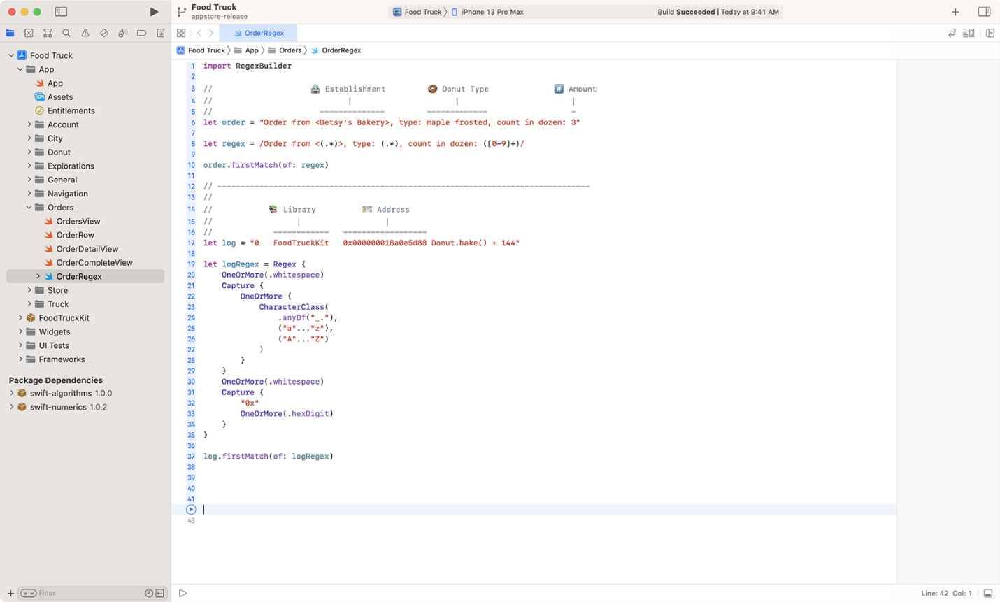 Food Truck
appstore-release
Food Truck 〉 iPhone 13 Pro Max
Build Succeeded | Today at 9:41 AM
OrderRegex
Food Truck 〉 App 〉 Orders 〉 OrderRegex
Food Truck
App
App
Assets
Entitlements
Account
City
Donut
Explorations
General
Navigation
Orders
OrdersView
OrderRow
OrderDetailView
OrderCompleteView
OrderRegex
Store
Truck
FoodTruckKit
Widgets
UI Tests
Frameworks
Package Dependencies
swift-algorithms 1.0.0
swift-numerics 1.0.2
Filter
1 import RegexBuilder
2
3 // 🏦 Establishment 🍩 Donut Type #️⃣ Amount
4 // | | |
5 // -------------- ------------- -
6 let order = "Order from <Betsy's Bakery>, type: maple frosted, count in dozen: 3"
7
8 let regex = /Order from <(.*)>, type: (.*), count in dozen: ([0-9]+)/
9
10 order.firstMatch(of: regex)
11
12 // --------------------------------------------------------------------------------
13 //
14 // 📚 Library 📇 Address
15 // | |
16 // ------------ ------------------
17 let log = "0   FoodTruckKit   0x000000018a0e5d88 Donut.bake() + 144"
18
19 let logRegex = Regex {
20     OneOrMore(.whitespace)
21     Capture {
22         OneOrMore {
23             CharacterClass(
24                 .anyOf("_."),
25                 ("a"..."z"),
26                 ("A"..."Z")
27             )
28         }
29     }
30     OneOrMore(.whitespace)
31     Capture {
32         "0x"
33         OneOrMore(.hexDigit)
34     }
35 }
36
37 log.firstMatch(of: logRegex)
38
39
40
41
43
Line: 42 Col: 1